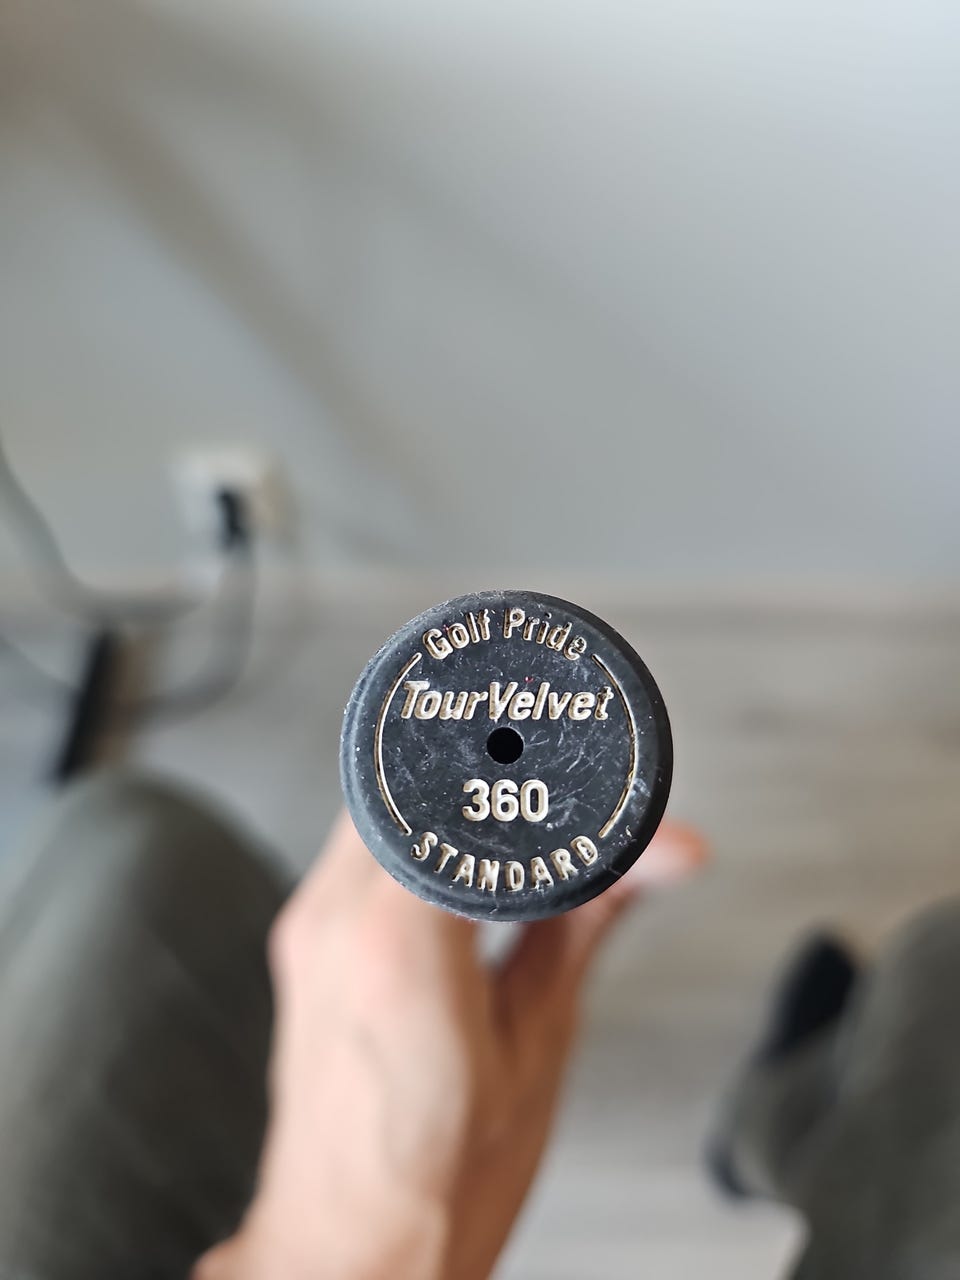 Golf Pride
TourVelvet
360
STANDARD